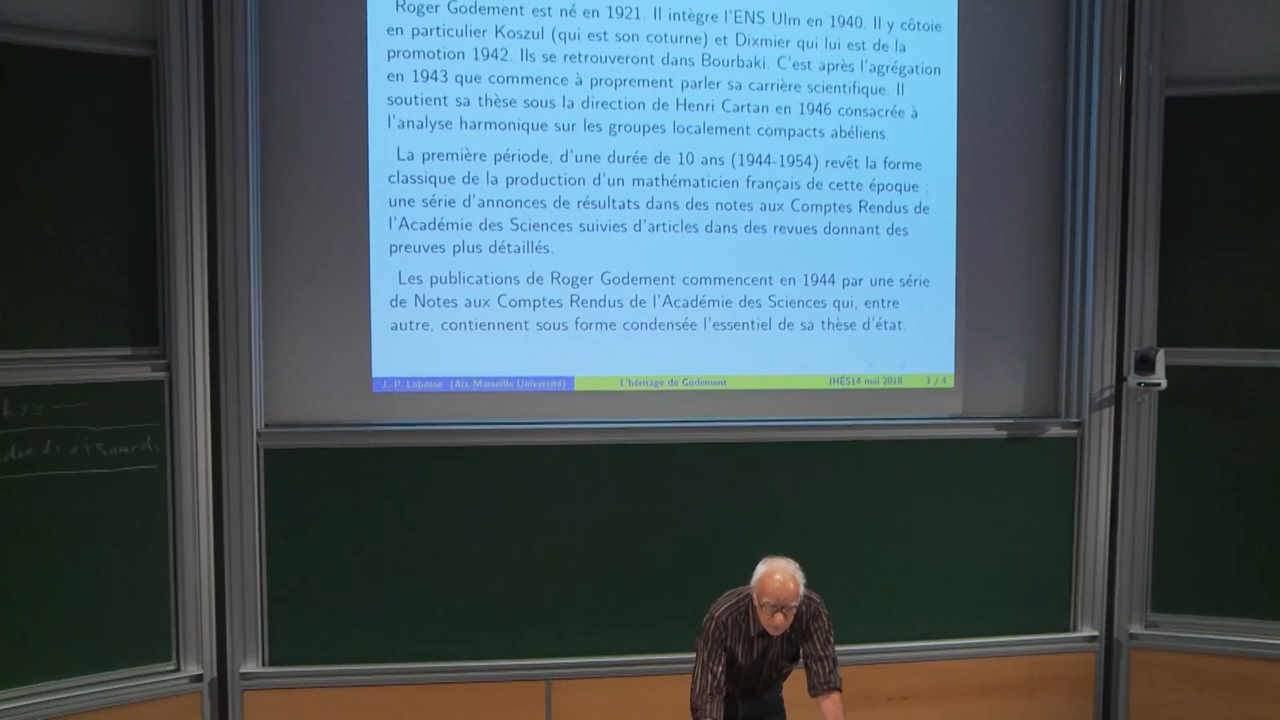 Roger Godement est né en 1921. Il intègre l'ENS Ulm en 1940. Il y côtoie
en particulier Koszul (qui est son coturne) et Dixmier qui lui est de la
promotion 1942. Ils se retrouveront dans Bourbaki. C'est après l'agrégation
en 1943 que commence à proprement parler sa carrière scientifique. Il
soutient sa thèse sous la direction de Henri Cartan en 1946 consacrée à
l'analyse harmonique sur les groupes localement compacts abéliens.
La première période, d'une durée de 10 ans (1944-1954) revêt la forme
classique de la production d'un mathématicien français de cette époque :
une série d'annonces de résultats dans des notes aux Comptes Rendus de
l'Académie des Sciences suivies d'articles dans des revues donnant des
preuves plus détaillés.
Les publications de Roger Godement commencent en 1944 par une série
de Notes aux Comptes Rendus de l'Académie des Sciences qui, entre
autre, contiennent sous forme condensée l'essentiel de sa thèse d'état.
J.-P. Labesse (Aix-Marseille Université) L'héritage de Godement IHÉS14 mai 2018 3 / 4